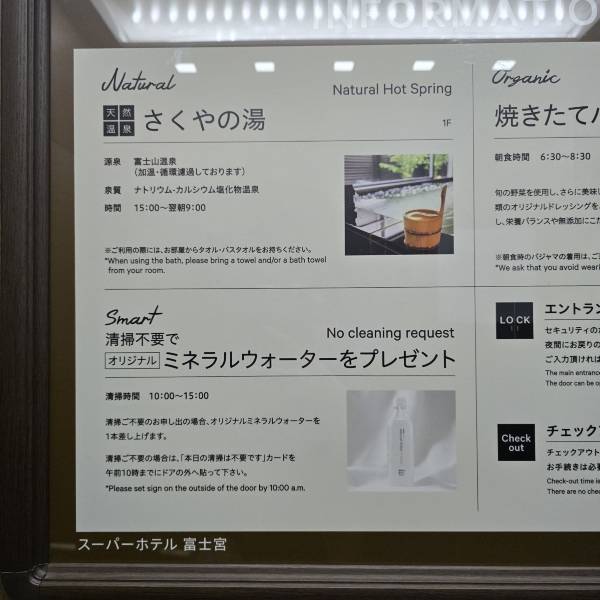 INFORMATIO
Natural
Natural Hot Spring
天然温泉 さくやの湯
1F
源泉 富士山温泉
(加温・循環濾過しております)
泉質 ナトリウム・カルシウム塩化物温泉
時間 15:00〜翌朝9:00
※ご利用の際には、お部屋からタオル・バスタオルをお持ちください。
*When using the bath, please bring a towel and/or a bath towel
from your room.
Smart
清掃不要で
No cleaning request
オリジナル ミネラルウォーターをプレゼント
清掃時間 10:00〜15:00
清掃ご不要のお申し出の場合、オリジナルミネラルウォーターを
1本差し上げます。
清掃ご不要の場合は、「本日の清掃は不要です」カードを
午前10時までにドアの外へ貼って下さい。
*Please set sign on the outside of the door by 10:00 a.m.
Organic
焼きたて
朝食時間 6:30〜8:30
旬の野菜を使用し、さらに美味し
類のオリジナルドレッシングを
し、栄養バランスや無添加にこだ
※朝食時のパジャマの着用は、ご
*We ask that you avoid weari
LOCK
エントラン
セキュリティの
夜間にお戻りの
ご入力頂ければ
The main entranc
The door can be o
Check
out
チェックア
チェックアウト
お手続きは必
Check-out time is
There are no chec
スーパーホテル 富士宮